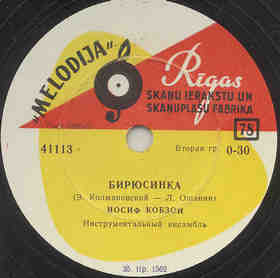 "MELODIJA"
Rīgas
SKAŅU IERAKSTU UN
SKAŅUPLAŠU FABRIKA
78
41113 -
Вторая гр. 0-30
БИРЮСИНКА
(Э. Колмановский — Л. Ошанин)
ИОСИФ КОБЗОН
Инструментальный ансамбль